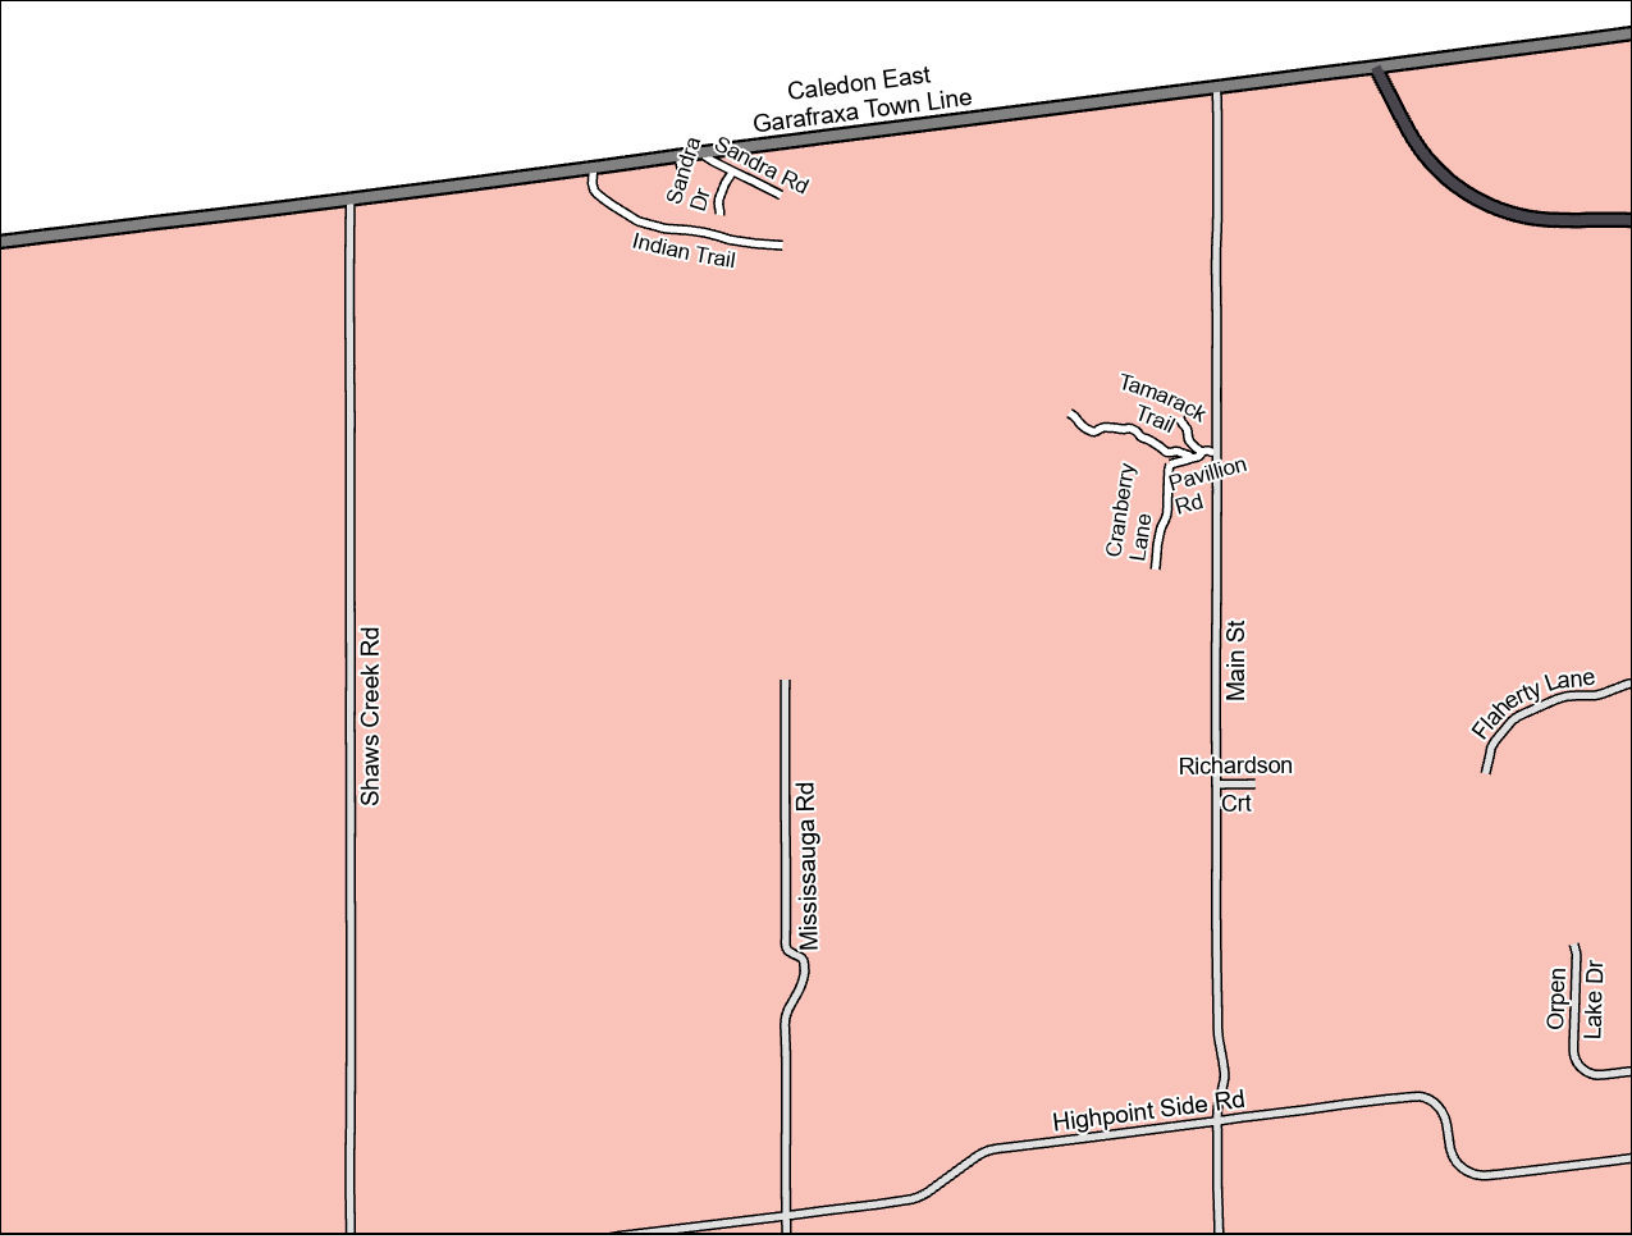 Caledon East
Garafraxa Town Line
Sandra Rd
Sandra
Dr
Indian Trail
Tamarack
Trail
Pavillion
Rd
Cranberry
Lane
Shaws Creek Rd
Main St
Flaherty Lane
Richardson
Crt
Mississauga Rd
Orpen
Lake Dr
Highpoint Side Rd